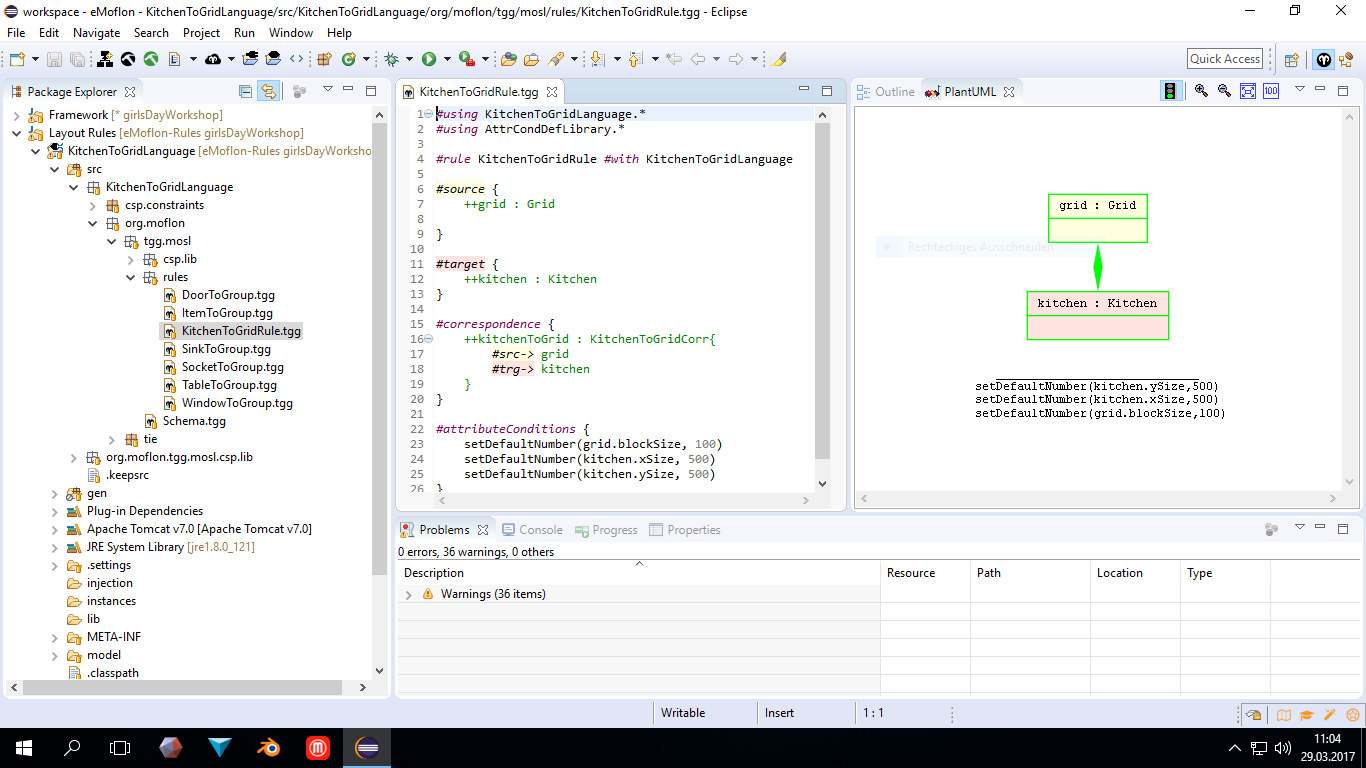 workspace - eMoflon - KitchenToGridLanguage/src/KitchenToGridLanguage/org/moflon/tgg/mosl/rules/KitchenToGridRule.tgg - Eclipse
File Edit Navigate Search Project Run Window Help
Quick Access
Package Explorer
Framework [* girlsDayWorkshop]
Layout Rules [eMoflon-Rules girlsDayWorkshop]
KitchenToGridLanguage [eMoflon-Rules girlsDayWorksho
src
KitchenToGridLanguage
csp.constraints
org.moflon
tgg.mosl
csp.lib
rules
DoorToGroup.tgg
ItemToGroup.tgg
KitchenToGridRule.tgg
SinkToGroup.tgg
SocketToGroup.tgg
TableToGroup.tgg
WindowToGroup.tgg
Schema.tgg
tie
org.moflon.tgg.mosl.csp.lib
.keepsrc
gen
Plug-in Dependencies
Apache Tomcat v7.0 [Apache Tomcat v7.0]
JRE System Library [jre1.8.0_121]
.settings
injection
instances
lib
META-INF
model
.classpath
KitchenToGridRule.tgg
1 #using KitchenToGridLanguage.*
2 #using AttrCondDefLibrary.*
3
4 #rule KitchenToGridRule #with KitchenToGridLanguage
5
6 #source {
7 ++grid : Grid
8
9 }
10
11 #target {
12 ++kitchen : Kitchen
13 }
14
15 #correspondence {
16 ++kitchenToGrid : KitchenToGridCorr{
17 #src-> grid
18 #trg-> kitchen
19 }
20 }
21
22 #attributeConditions {
23 setDefaultNumber(grid.blockSize, 100)
24 setDefaultNumber(kitchen.xSize, 500)
25 setDefaultNumber(kitchen.ySize, 500)
26 }
Outline PlantUML
100
grid : Grid
Rechteckiges Ausschneiden
kitchen : Kitchen
setDefaultNumber(kitchen.ySize,500)
setDefaultNumber(kitchen.xSize,500)
setDefaultNumber(grid.blockSize,100)
Problems Console Progress Properties
0 errors, 36 warnings, 0 others
Description Resource Path Location Type
Warnings (36 items)
Writable Insert 1 : 1
11:04
29.03.2017